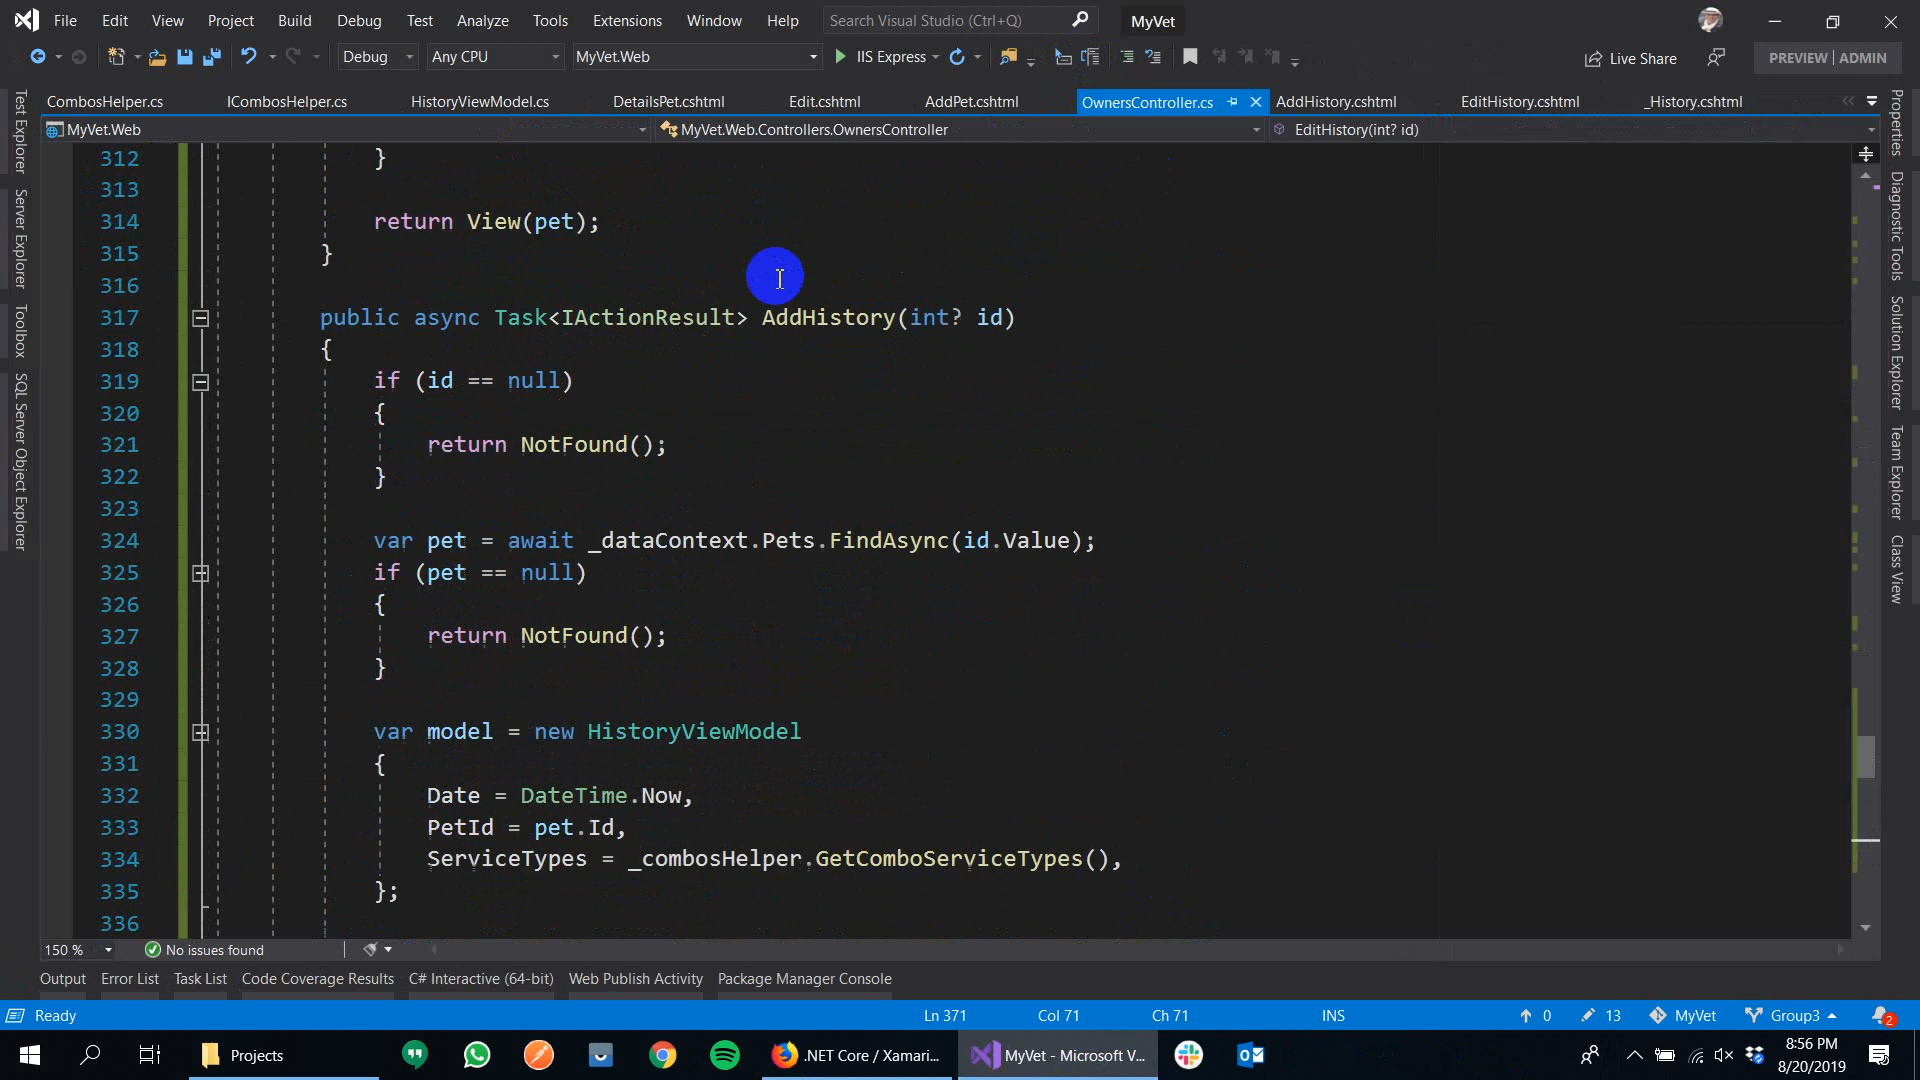 File Edit View Project Build Debug Test Analyze Tools Extensions Window Help Search Visual Studio (Ctrl+Q) MyVet
Debug Any CPU MyVet.Web IIS Express Live Share PREVIEW | ADMIN
CombosHelper.cs ICombosHelper.cs HistoryViewModel.cs DetailsPet.cshtml Edit.cshtml AddPet.cshtml OwnersController.cs AddHistory.cshtml EditHistory.cshtml _History.cshtml
MyVet.Web MyVet.Web.Controllers.OwnersController EditHistory(int? id)
Test Explorer
Server Explorer
Toolbox
SQL Server Object Explorer
312 }
313
314 return View(pet);
315 }
316
317 public async Task<IActionResult> AddHistory(int? id)
318 {
319 if (id == null)
320 {
321 return NotFound();
322 }
323
324 var pet = await _dataContext.Pets.FindAsync(id.Value);
325 if (pet == null)
326 {
327 return NotFound();
328 }
329
330 var model = new HistoryViewModel
331 {
332 Date = DateTime.Now,
333 PetId = pet.Id,
334 ServiceTypes = _combosHelper.GetComboServiceTypes(),
335 };
336
Properties
Diagnostic Tools
Solution Explorer
Team Explorer
Class View
150 % No issues found
Output Error List Task List Code Coverage Results C# Interactive (64-bit) Web Publish Activity Package Manager Console
Ready Ln 371 Col 71 Ch 71 INS 0 13 MyVet Group3 2
Projects .NET Core / Xamari... MyVet - Microsoft V... 8:56 PM
8/20/2019